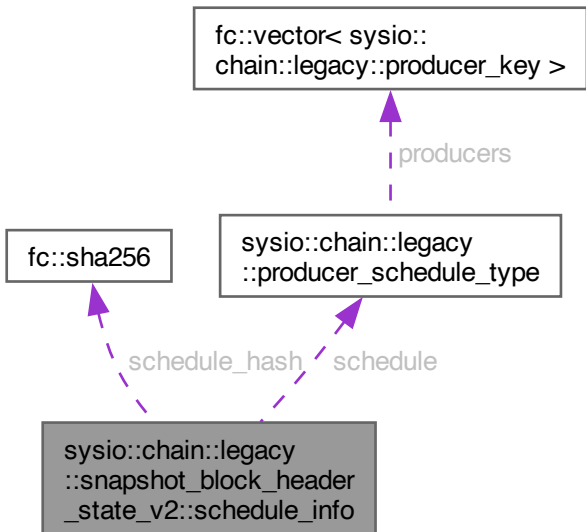 fc::vector< sysio::
chain::legacy::producer_key >
producers
fc::sha256
sysio::chain::legacy
::producer_schedule_type
schedule_hash
schedule
sysio::chain::legacy
::snapshot_block_header
_state_v2::schedule_info